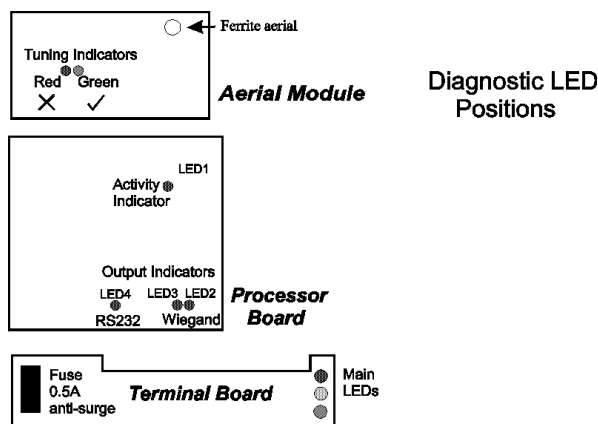 Ferrite aerial
Tuning Indicators
Red Green
Aerial Module
Diagnostic LED
Positions
LED1
Activity
Indicator
Output Indicators
LED4 LED3 LED2
RS232 Wiegand
Processor
Board
Fuse
0.5A
anti-surge
Terminal Board
Main
LEDs